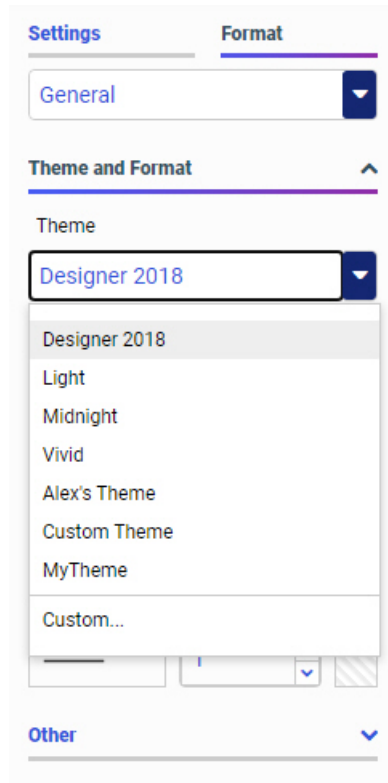 Settings Format
General
Theme and Format
Theme
Designer 2018
Designer 2018
Light
Midnight
Vivid
Alex's Theme
Custom Theme
MyTheme
Custom...
Other